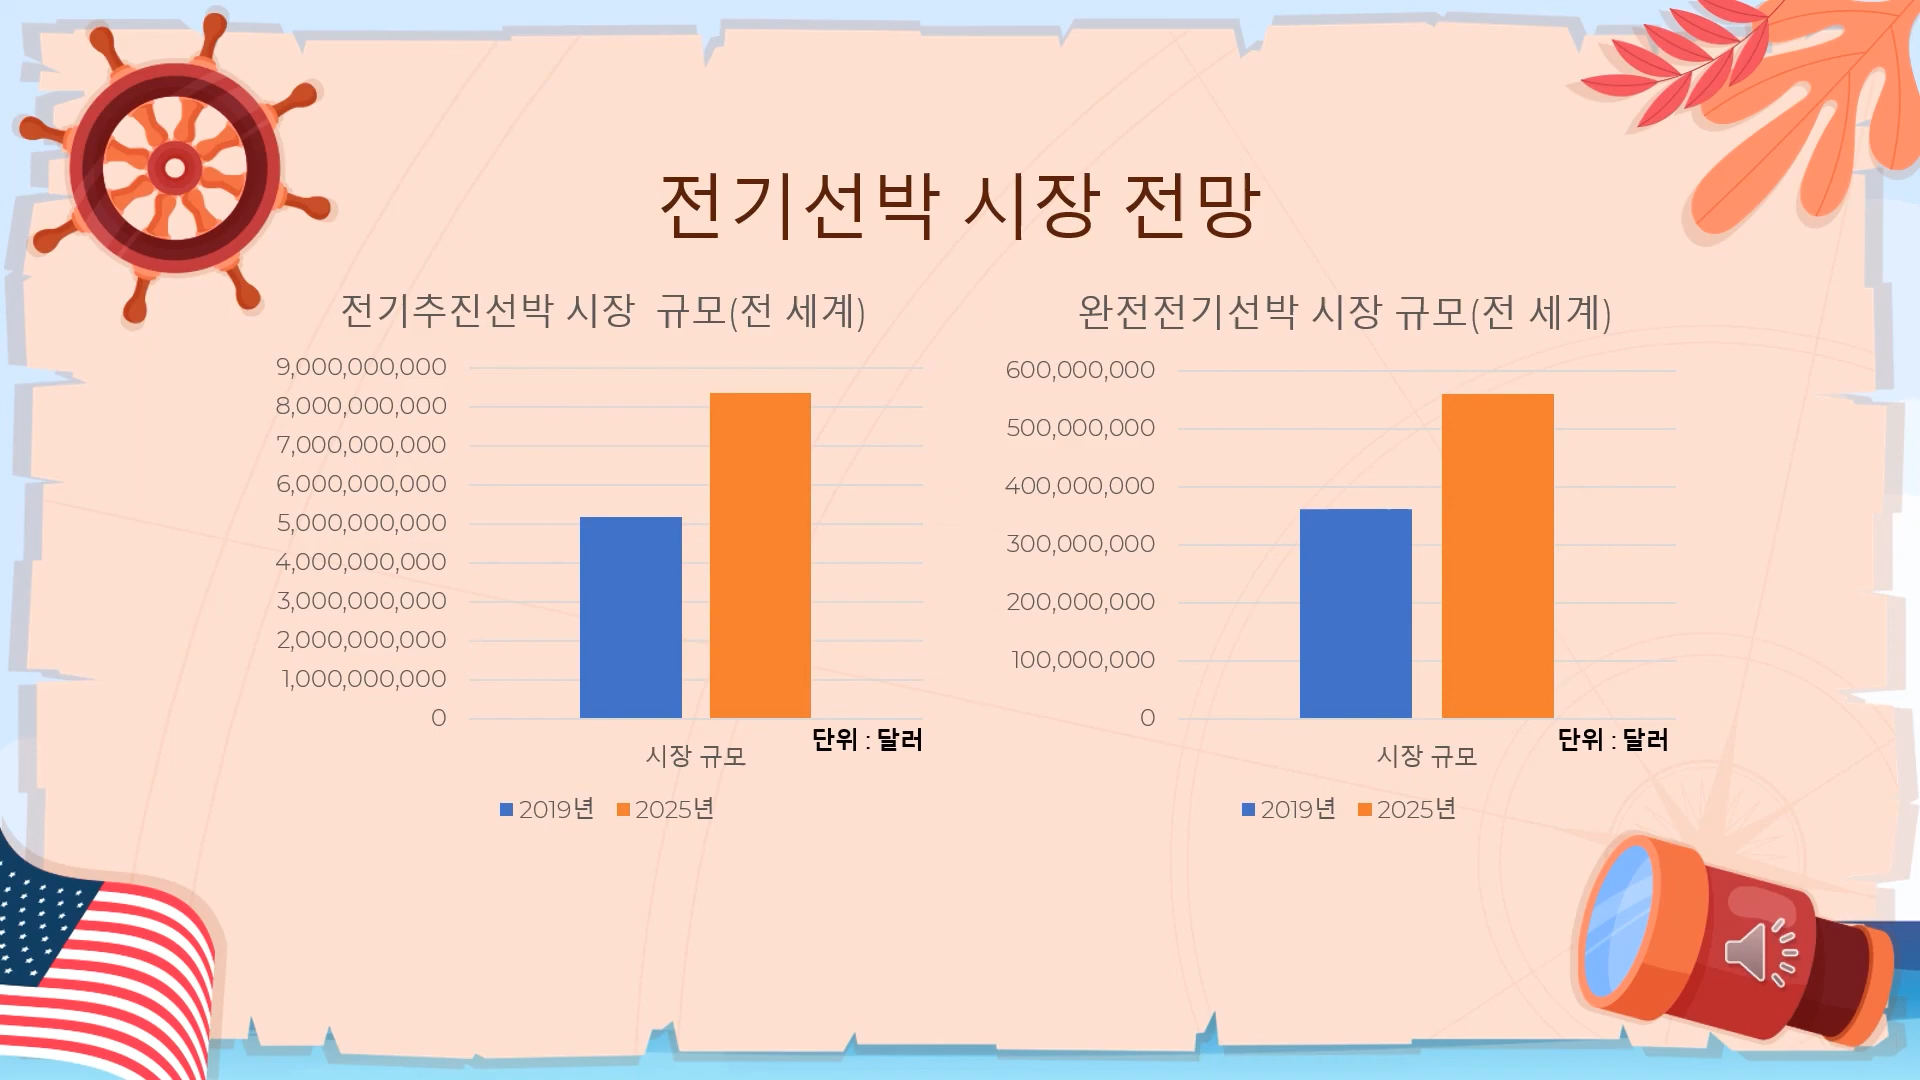 전기선박 시장 전망
전기추진선박 시장 규모(전 세계)
9,000,000,000
8,000,000,000
7,000,000,000
6,000,000,000
5,000,000,000
4,000,000,000
3,000,000,000
2,000,000,000
1,000,000,000
0
시장 규모
단위 : 달러
2019년 2025년
완전전기선박 시장 규모(전 세계)
600,000,000
500,000,000
400,000,000
300,000,000
200,000,000
100,000,000
0
시장 규모
단위 : 달러
2019년 2025년